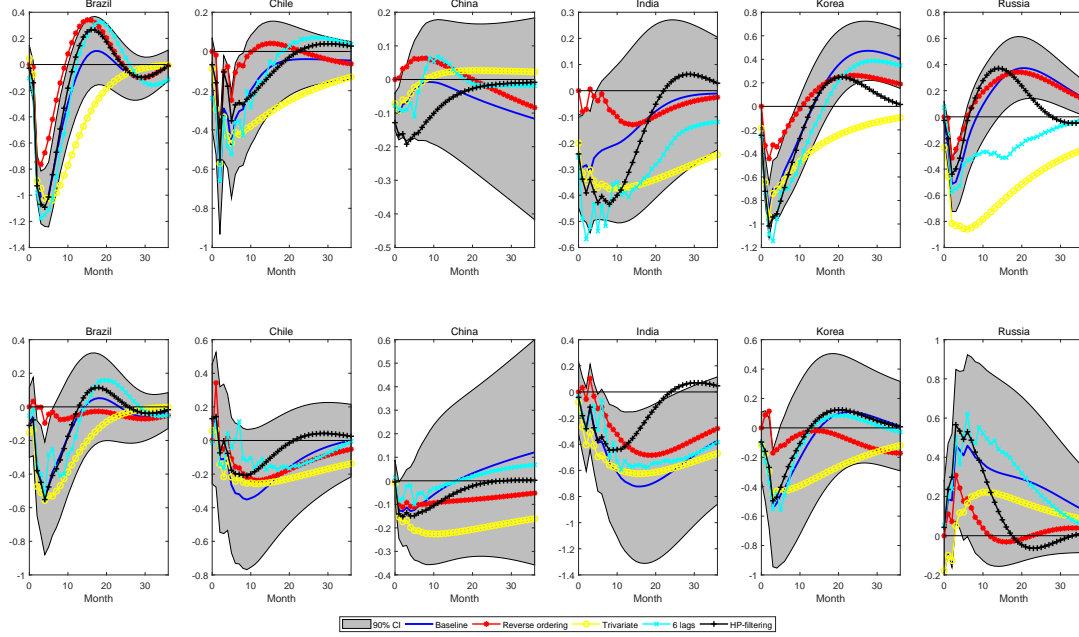 Brazil Chile China India Korea Russia
0.4 0.2 0.2 0.3 0.4 0.8
0.2 0.2 0.6
0 0 0.1 0.1 0 0.4
-0.2 0 0 -0.2 0.2
-0.4 -0.2 -0.1 -0.1 -0.4 0
-0.6 -0.4 -0.2 -0.2 -0.6 -0.2
-0.8 -0.6 -0.3 -0.3 -0.8 -0.4
-1 -0.4 -0.4 -1 -0.6
-1.2 -0.8 -0.5 -0.8
-1.4 -1 -0.5 -0.6 -1.2 -1
0 10 20 30 0 10 20 30 0 10 20 30 0 10 20 30 0 10 20 30 0 10 20 30
Month Month Month Month Month Month
Brazil Chile China India Korea Russia
0.4 0.6 0.6 0.4 0.6 1
0.2 0.4 0.5 0.2 0.4 0.8
0 0.2 0.4 0 0.2 0.6
-0.2 0 0.3 -0.2 0 0.4
-0.4 -0.2 0.2 -0.4 -0.2 0.2
-0.6 -0.4 0.1 -0.6 -0.4 0
-0.8 -0.6 0 -0.8 -0.6 -0.2
-1 -0.8 -0.1 -1 -0.8
-0.2 -1.2 -1
-0.3 -1.4
-0.4
0 10 20 30 0 10 20 30 0 10 20 30 0 10 20 30 0 10 20 30 0 10 20 30
Month Month Month Month Month Month
90% CI Baseline Reverse ordering Trivariate 6 lags HP-filtering